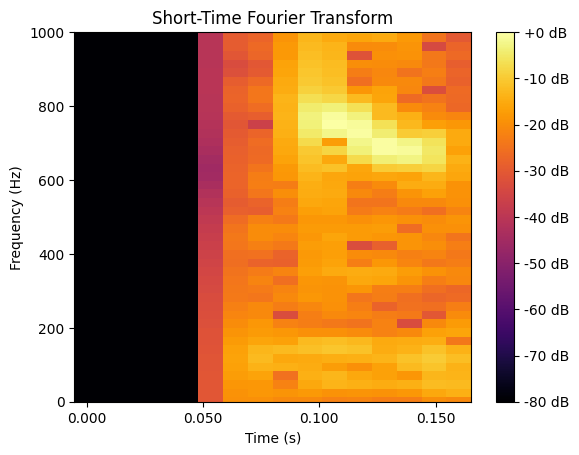 Short-Time Fourier Transform
Frequency (Hz)
1000
800
600
400
200
0
0.000
0.050
0.100
0.150
Time (s)
+0 dB
-10 dB
-20 dB
-30 dB
-40 dB
-50 dB
-60 dB
-70 dB
-80 dB